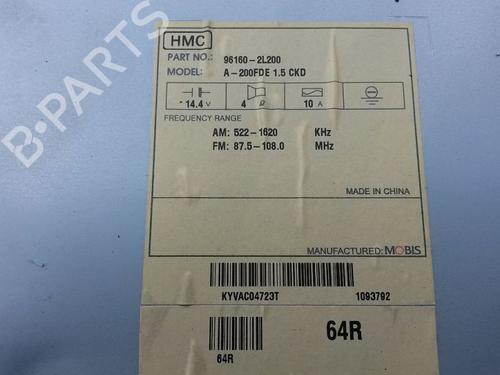 HMC
PART NO.: 96160-2L200
MODEL: A-200FDE 1.5 CKD
14.4 V 4 Ω 10 A
FREQUENCY RANGE
AM: 522-1620 KHz
FM: 87.5-108.0 MHz
MADE IN CHINA
MANUFACTURED: MOBIS
KYVAC04723T 1093792
64R
64R
B-PARTS